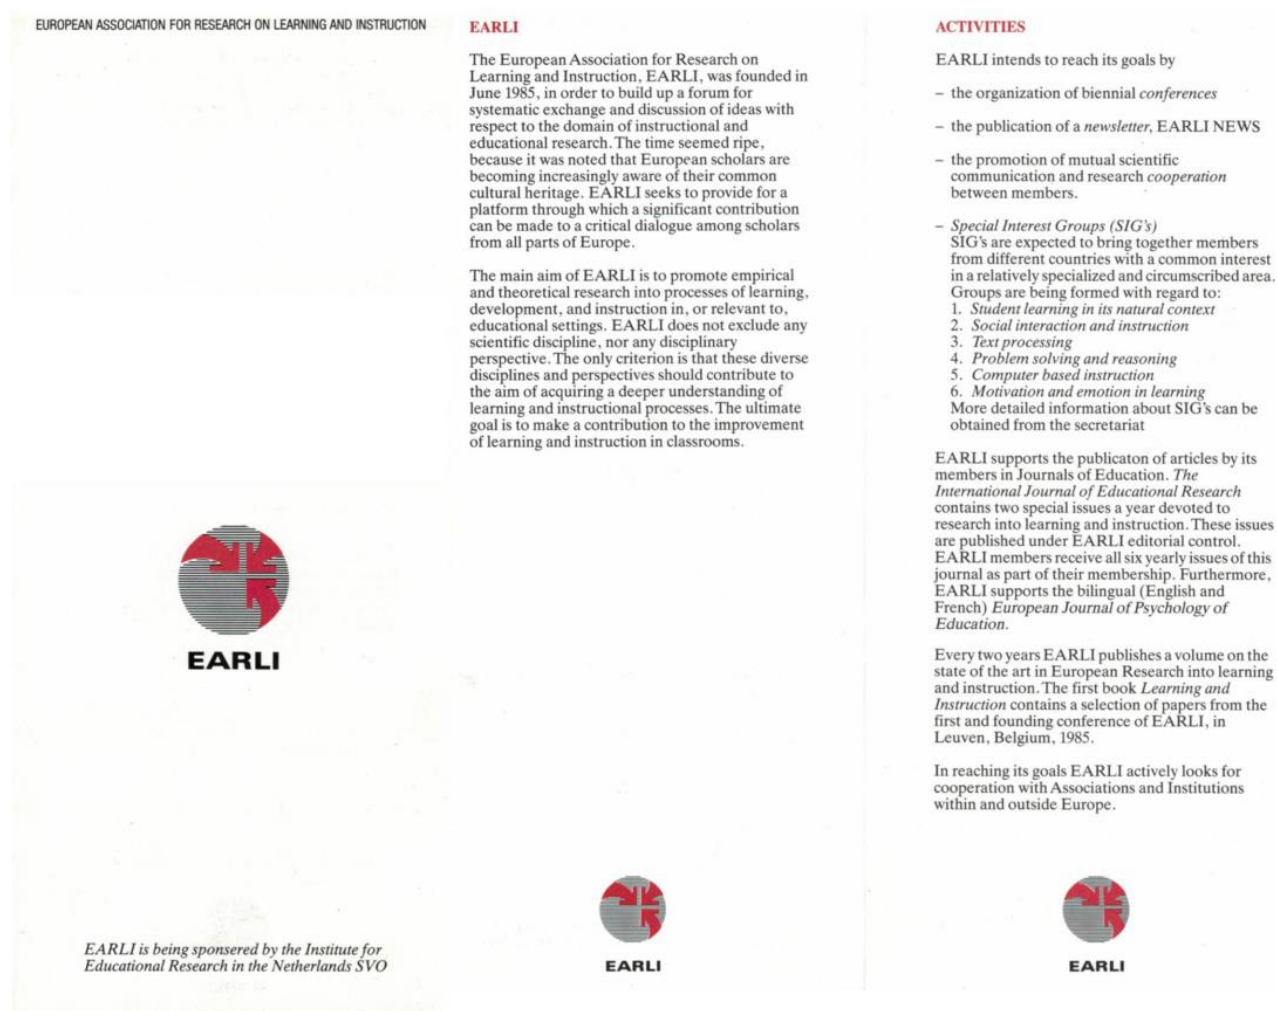 EUROPEAN ASSOCIATION FOR RESEARCH ON LEARNING AND INSTRUCTION
EARLI
EARLI is being sponsered by the Institute for
Educational Research in the Netherlands SVO
EARLI
The European Association for Research on
Learning and Instruction, EARLI, was founded in
June 1985, in order to build up a forum for
systematic exchange and discussion of ideas with
respect to the domain of instructional and
educational research. The time seemed ripe,
because it was noted that European scholars are
becoming increasingly aware of their common
cultural heritage. EARLI seeks to provide for a
platform through which a significant contribution
can be made to a critical dialogue among scholars
from all parts of Europe.
The main aim of EARLI is to promote empirical
and theoretical research into processes of learning,
development, and instruction in, or relevant to,
educational settings. EARLI does not exclude any
scientific discipline, nor any disciplinary
perspective. The only criterion is that these diverse
disciplines and perspectives should contribute to
the aim of acquiring a deeper understanding of
learning and instructional processes. The ultimate
goal is to make a contribution to the improvement
of learning and instruction in classrooms.
EARLI
ACTIVITIES
EARLI intends to reach its goals by
– the organization of biennial conferences
– the publication of a newsletter, EARLI NEWS
– the promotion of mutual scientific
communication and research cooperation
between members.
– Special Interest Groups (SIG's)
SIG's are expected to bring together members
from different countries with a common interest
in a relatively specialized and circumscribed area.
Groups are being formed with regard to:
1. Student learning in its natural context
2. Social interaction and instruction
3. Text processing
4. Problem solving and reasoning
5. Computer based instruction
6. Motivation and emotion in learning
More detailed information about SIG's can be
obtained from the secretariat
EARLI supports the publicaton of articles by its
members in Journals of Education. The
International Journal of Educational Research
contains two special issues a year devoted to
research into learning and instruction. These issues
are published under EARLI editorial control.
EARLI members receive all six yearly issues of this
journal as part of their membership. Furthermore,
EARLI supports the bilingual (English and
French) European Journal of Psychology of
Education.
Every two years EARLI publishes a volume on the
state of the art in European Research into learning
and instruction. The first book Learning and
Instruction contains a selection of papers from the
first and founding conference of EARLI, in
Leuven, Belgium, 1985.
In reaching its goals EARLI actively looks for
cooperation with Associations and Institutions
within and outside Europe.
EARLI